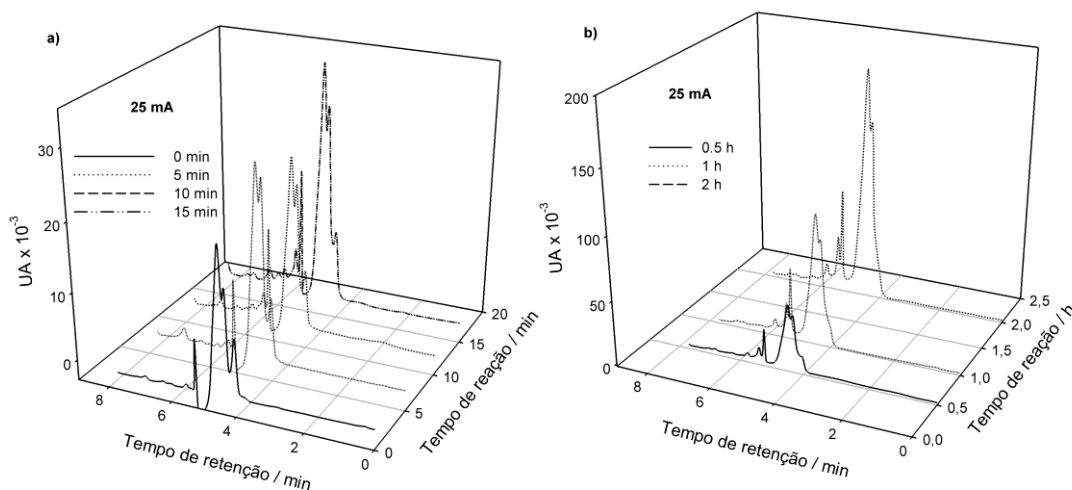 a)
25 mA
0 min
5 min
10 min
15 min
UA x 10⁻³
30
20
10
0
8
6
4
2
0
Tempo de retenção / min
0
5
10
15
20
Tempo de reação / min
b)
25 mA
0.5 h
1 h
2 h
UA x 10⁻³
200
150
100
50
0
8
6
4
2
0
Tempo de retenção / min
0,0
0,5
1,0
1,5
2,0
2,5
Tempo de reação / h